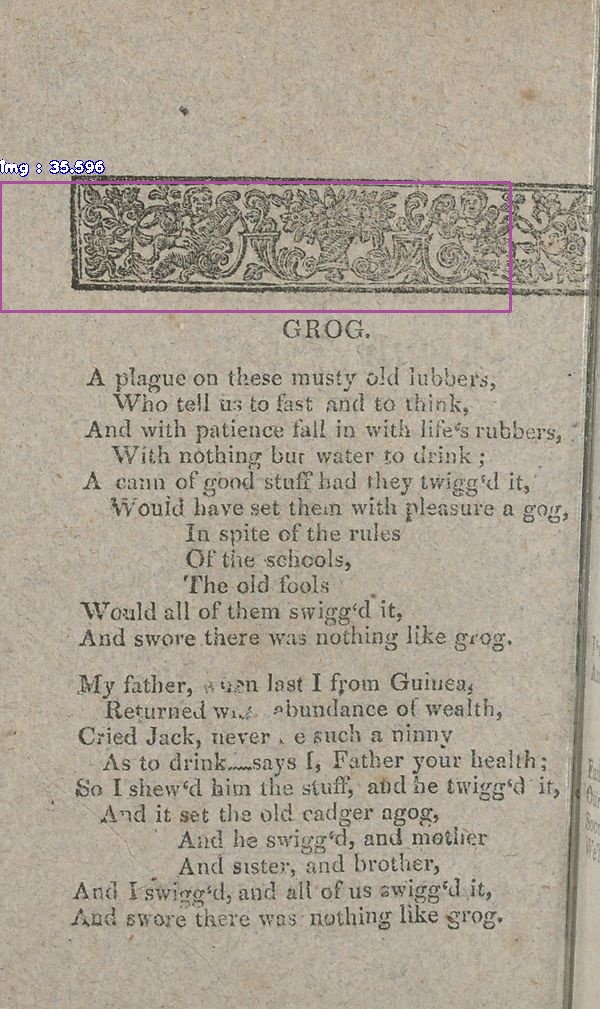 Img : 35.596
GROG.
A plague on these musty old lubbers,
Who tell us to fast and to think,
And with patience fall in with life‘s rubbers,
With nothing but water to drink ;
A cann of good stuff had they twigg‘d it,
Would have set them with pleasure a gog,
In spite of the rules
Of the schools,
The old fools
Would all of them swigg‘d it,
And swore there was nothing like grog.
My father, last I from Guinea,
Returned abundance of wealth,
Cried Jack, never e such a ninny
As to drink﹏says I, Father your health;
So I shew‘d him the stuff, and he twigg‘d it,
And it set the old cadger agog,
And he swigg‘d, and mother
And sister, and brother,
And I swigg‘d, and all of us swigg‘d it,
And swore there was nothing like grog.